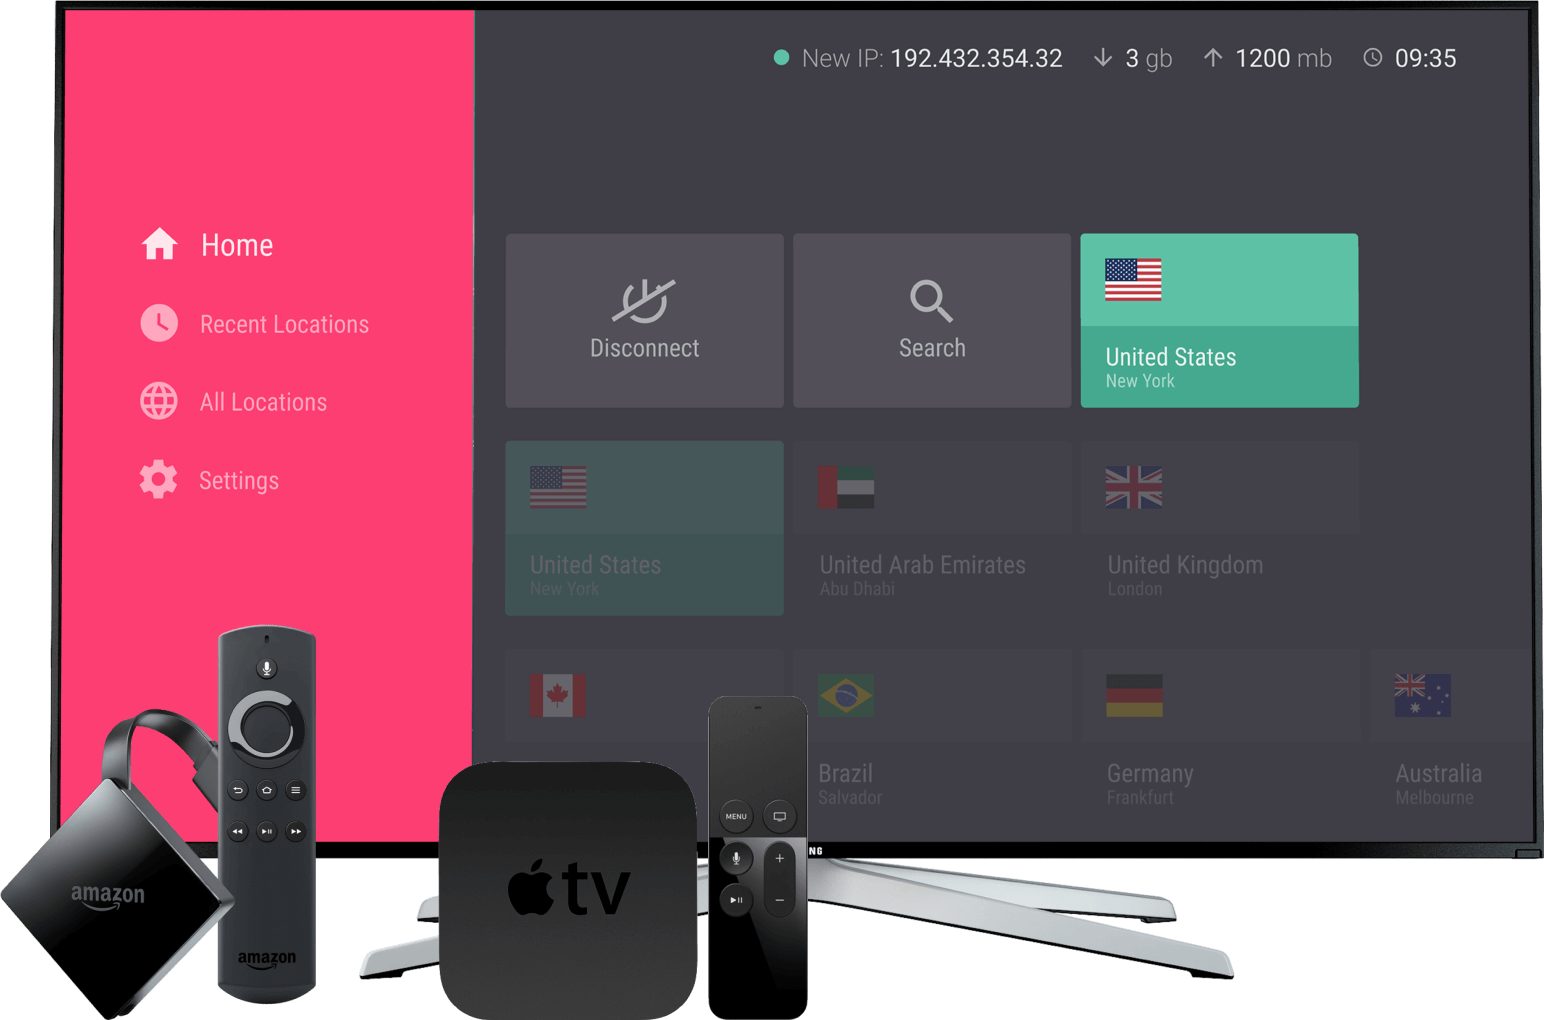 New IP: 192.432.354.32 3 gb 1200 mb 09:35
Home
Recent Locations
All Locations
Settings
Disconnect
Search
United States
New York
United States
New York
United Arab Emirates
Abu Dhabi
United Kingdom
London
Brazil
Salvador
Germany
Frankfurt
Australia
Melbourne
NG
MENU
amazon
amazon
tv